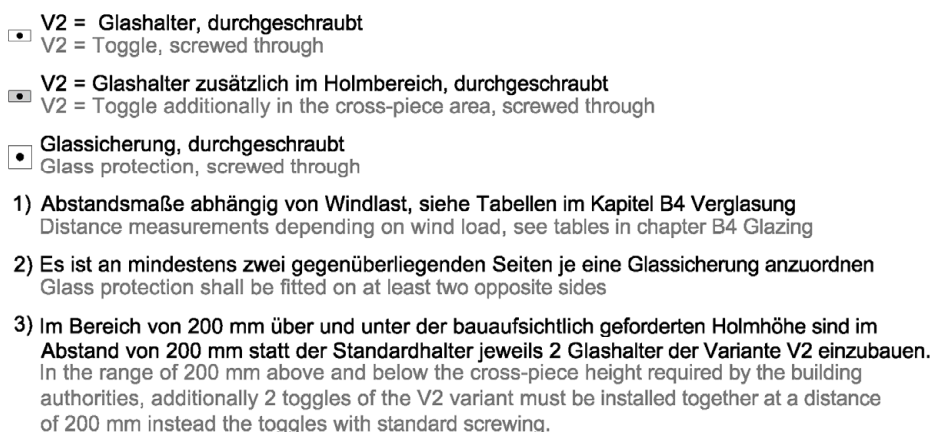 V2 = Glashalter, durchgeschraubt
V2 = Toggle, screwed through
V2 = Glashalter zusätzlich im Holmbereich, durchgeschraubt
V2 = Toggle additionally in the cross-piece area, screwed through
Glassicherung, durchgeschraubt
Glass protection, screwed through
1) Abstandsmaße abhängig von Windlast, siehe Tabellen im Kapitel B4 Verglasung
Distance measurements depending on wind load, see tables in chapter B4 Glazing
2) Es ist an mindestens zwei gegenüberliegenden Seiten je eine Glassicherung anzuordnen
Glass protection shall be fitted on at least two opposite sides
3) Im Bereich von 200 mm über und unter der bauaufsichtlich geforderten Holmhöhe sind im
Abstand von 200 mm statt der Standardhalter jeweils 2 Glashalter der Variante V2 einzubauen.
In the range of 200 mm above and below the cross-piece height required by the building
authorities, additionally 2 toggles of the V2 variant must be installed together at a distance
of 200 mm instead the toggles with standard screwing.